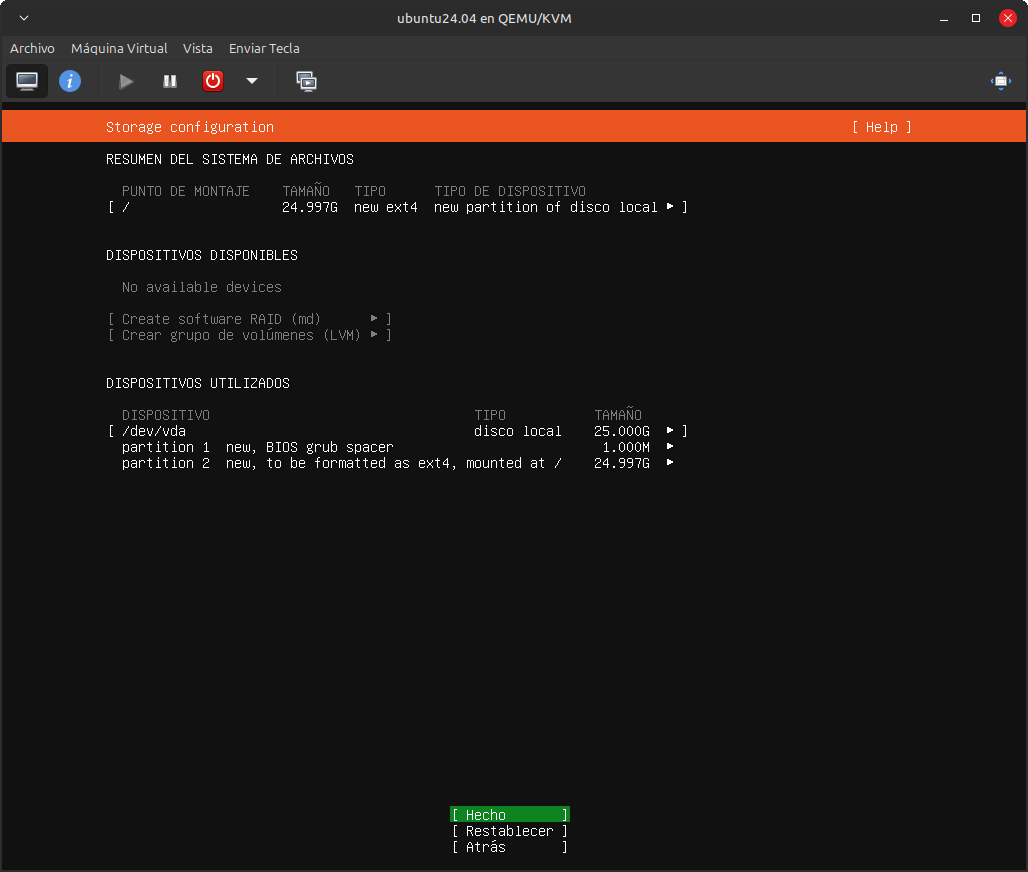 ubuntu24.04 en QEMU/KVM
Archivo Máquina Virtual Vista Enviar Tecla
Storage configuration [ Help ]
RESUMEN DEL SISTEMA DE ARCHIVOS
PUNTO DE MONTAJE TAMAÑO TIPO TIPO DE DISPOSITIVO
[ / 24.997G new ext4 new partition of disco local ▸ ]
DISPOSITIVOS DISPONIBLES
No available devices
[ Create software RAID (md) ▸ ]
[ Crear grupo de volúmenes (LVM) ▸ ]
DISPOSITIVOS UTILIZADOS
DISPOSITIVO TIPO TAMAÑO
[ /dev/vda disco local 25.000G ▸ ]
partition 1 new, BIOS grub spacer 1.000M ▸
partition 2 new, to be formatted as ext4, mounted at / 24.997G ▸
[ Hecho ]
[ Restablecer ]
[ Atrás ]